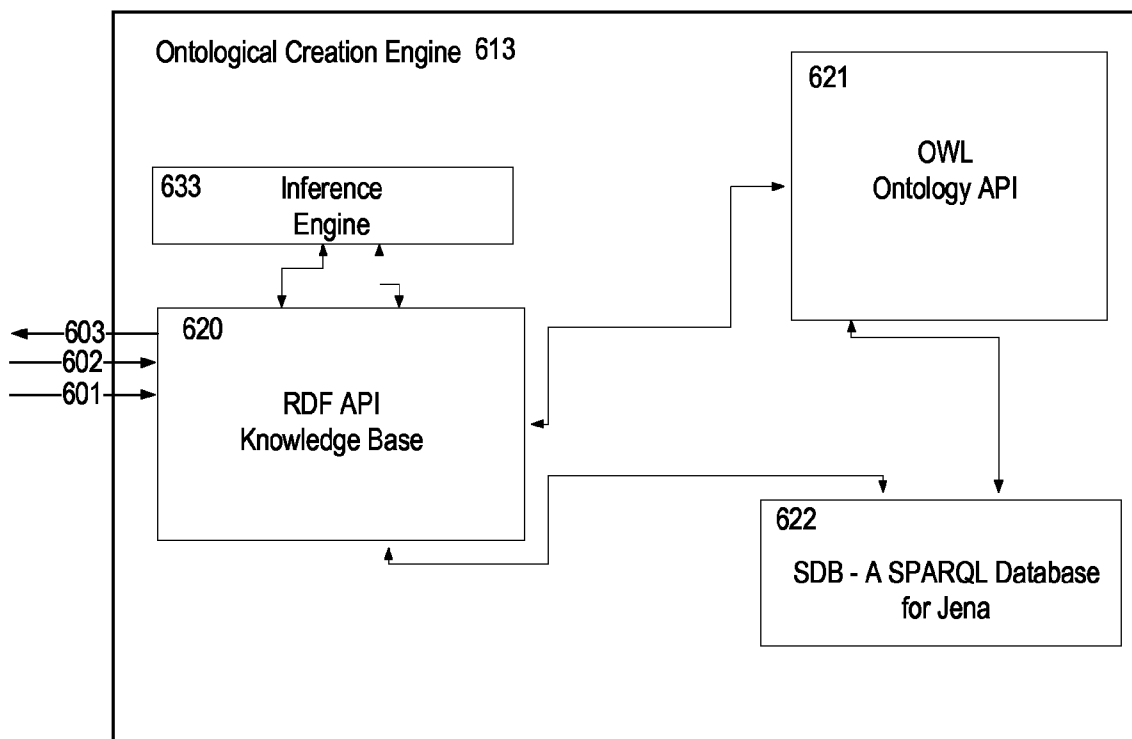 Ontological Creation Engine 613
621
OWL
Ontology API
633
Inference
Engine
603
602
601
620
RDF API
Knowledge Base
622
SDB - A SPARQL Database
for Jena